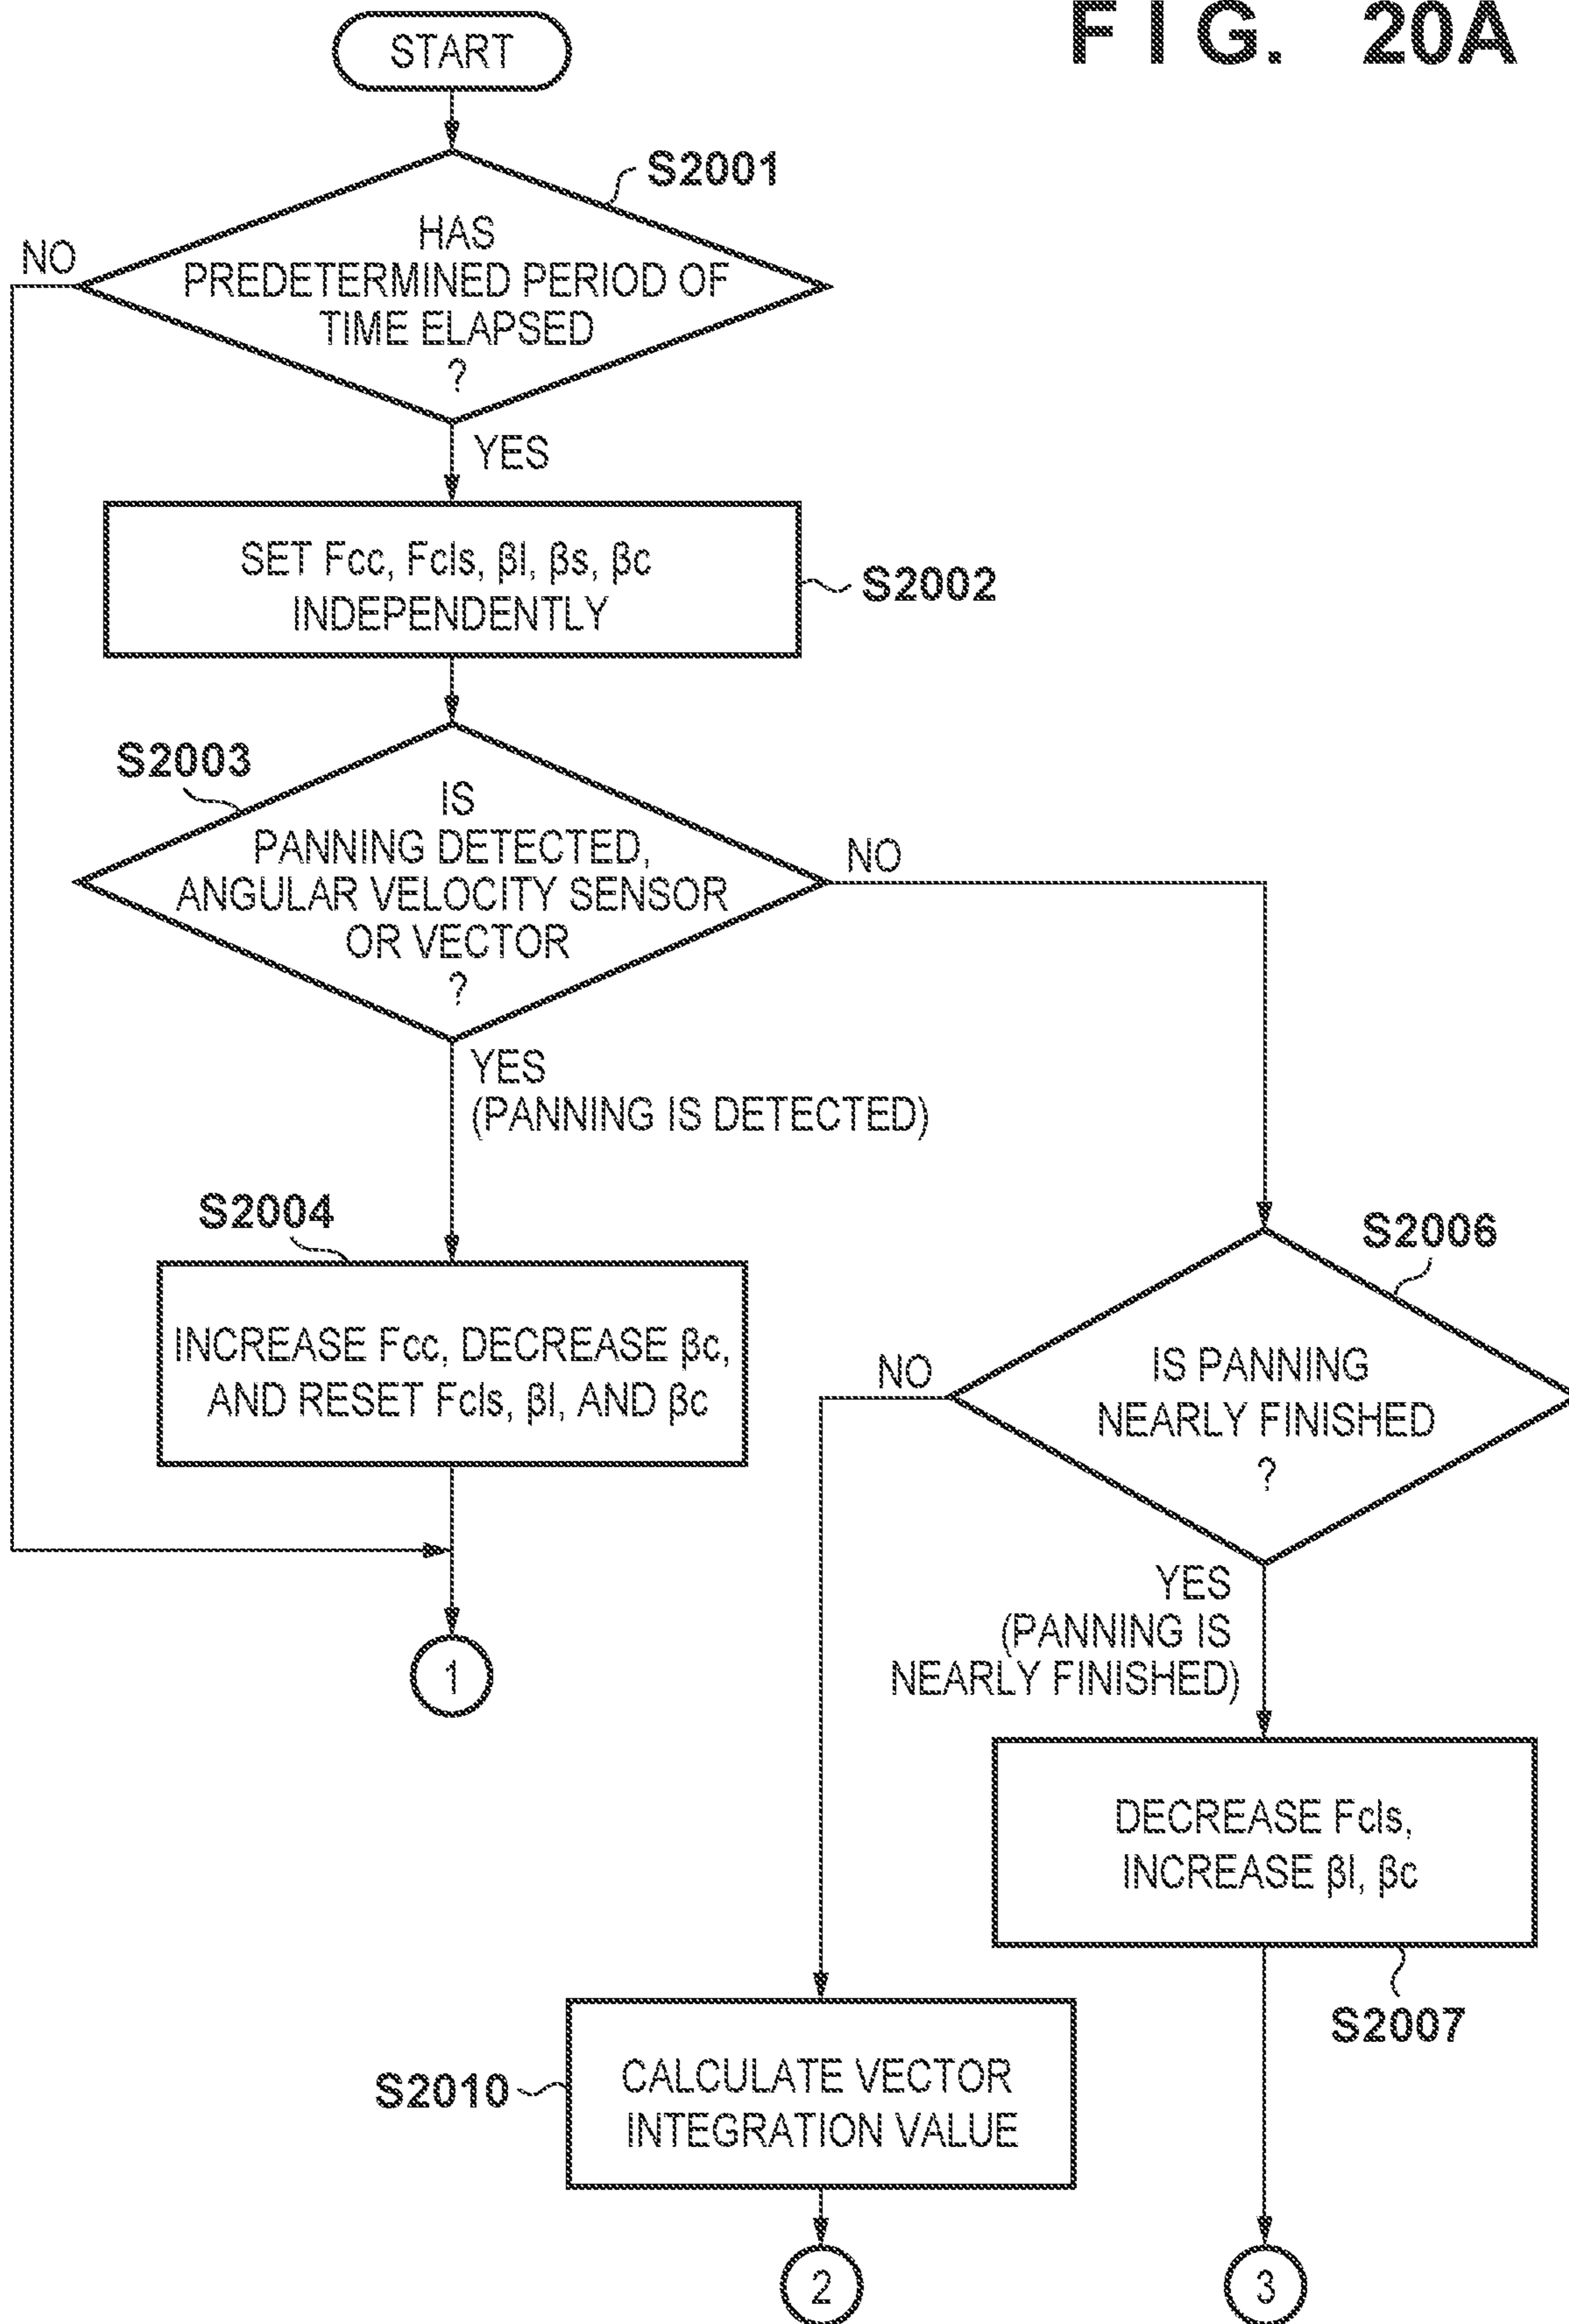 FIG. 20A
START
S2001
NO
HAS
PREDETERMINED PERIOD OF
TIME ELAPSED
?
YES
SET Fcc, Fcls, βl, βs, βc
INDEPENDENTLY
S2002
S2003
IS
PANNING DETECTED,
ANGULAR VELOCITY SENSOR
OR VECTOR
?
NO
YES
(PANNING IS DETECTED)
S2004
INCREASE Fcc, DECREASE βc,
AND RESET Fcls, βl, AND βc
1
S2006
NO
IS PANNING
NEARLY FINISHED
?
YES
(PANNING IS
NEARLY FINISHED)
DECREASE Fcls,
INCREASE βl, βc
S2007
S2010
CALCULATE VECTOR
INTEGRATION VALUE
2
3